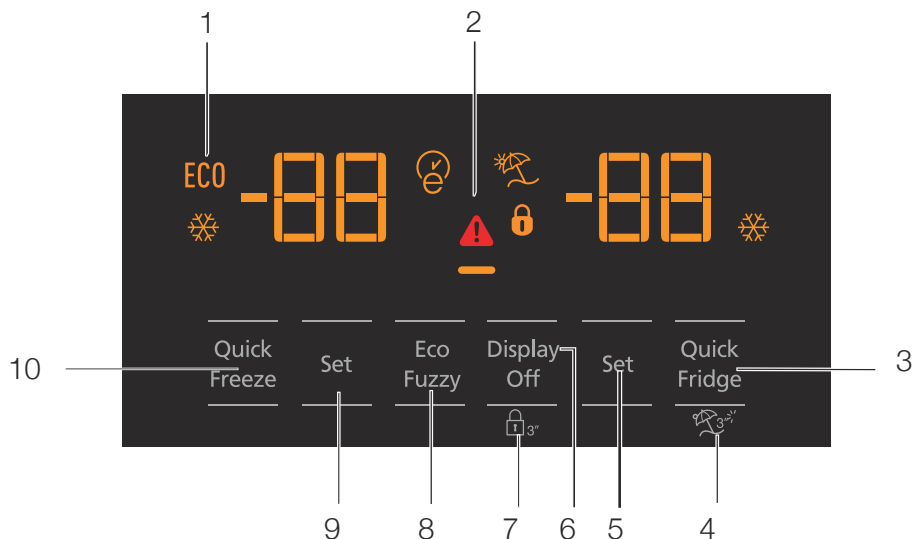 1
2
ECO
-88
-88
Quick
Freeze
Set
Eco
Fuzzy
Display
Off
Set
Quick
Fridge
10
3
3"
3"
9
8
7
6
5
4